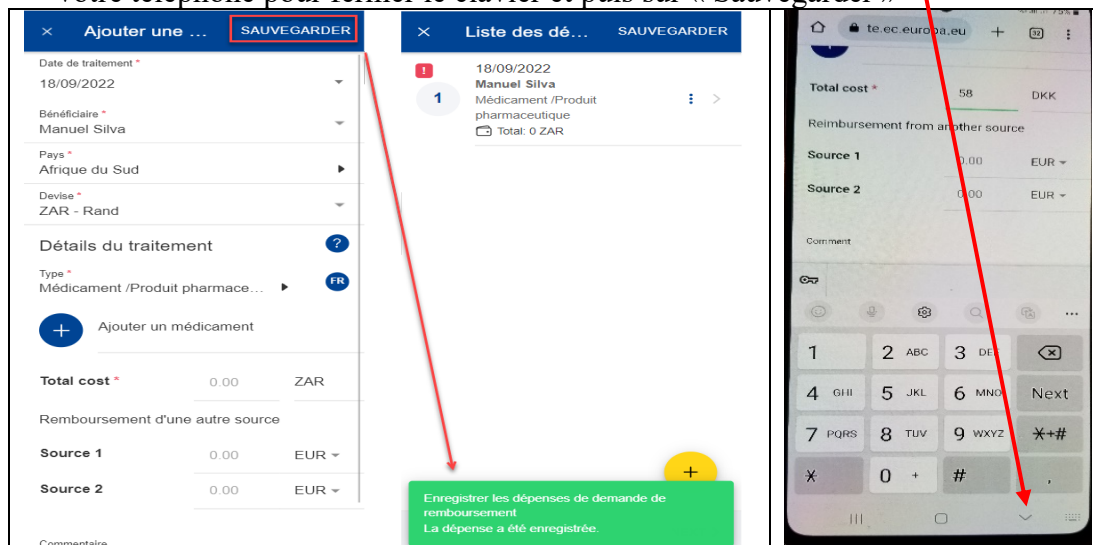 votre téléphone pour fermer le clavier et puis sur « Sauvegarder »
× Ajouter une ... SAUVEGARDER
Date de traitement *
18/09/2022
Bénéficiaire *
Manuel Silva
Pays *
Afrique du Sud
Devise *
ZAR - Rand
Détails du traitement ?
Type *
Médicament /Produit pharmace... FR
+ Ajouter un médicament
Total cost * 0.00 ZAR
Remboursement d'une autre source
Source 1 0.00 EUR
Source 2 0.00 EUR
Commentaire
× Liste des dé... SAUVEGARDER
! 18/09/2022
Manuel Silva
1 Médicament /Produit
pharmaceutique
Total: 0 ZAR
+
Enregistrer les dépenses de demande de
remboursement
La dépense a été enregistrée.
75%
te.ec.europa.eu + 32
Total cost * 58 DKK
Reimbursement from another source
Source 1 0.00 EUR
Source 2 0.00 EUR
Comment
1 2 ABC 3 DEF
4 GHI 5 JKL 6 MNO Next
7 PQRS 8 TUV 9 WXYZ *+#
* 0 + # ,